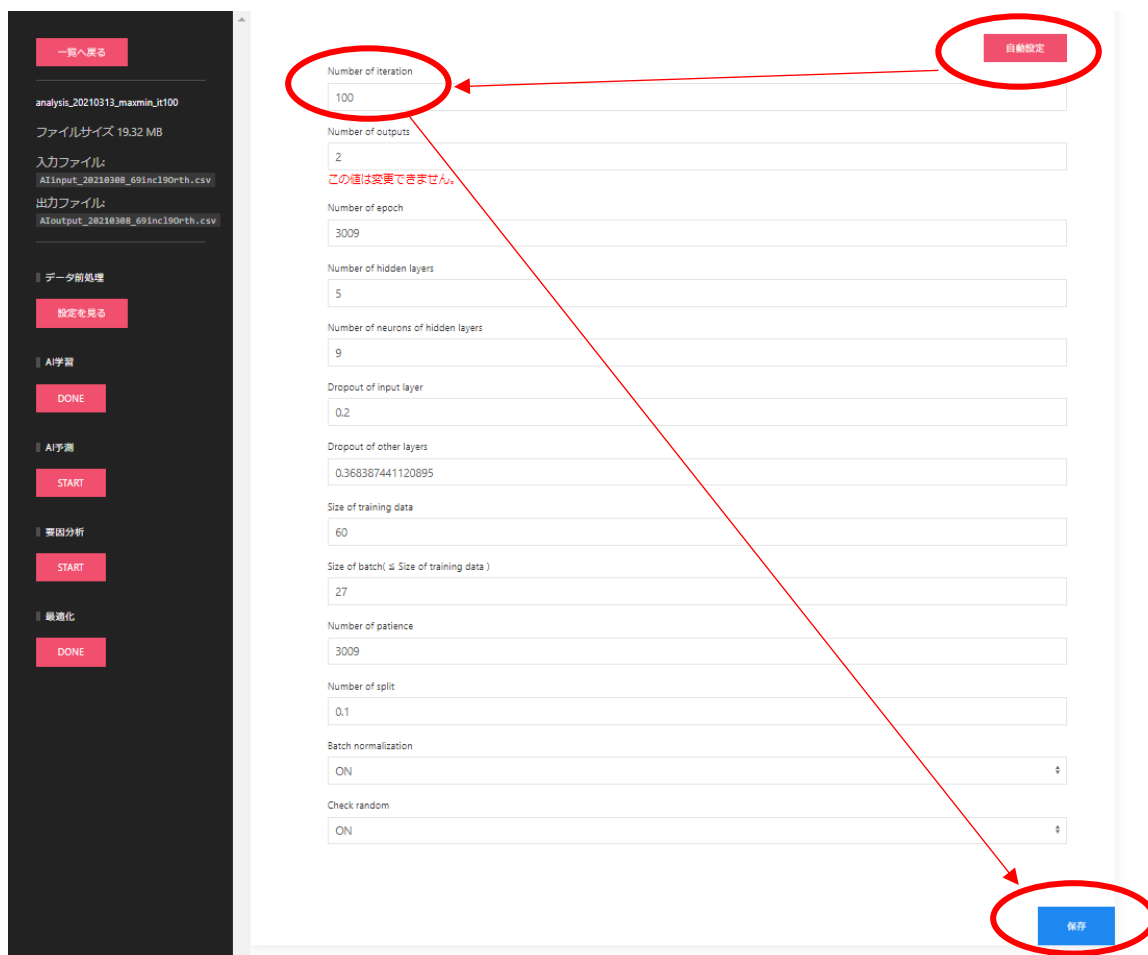 一覧へ戻る
analysis_20210313_maxmin_it100
ファイルサイズ 19.32 MB
入力ファイル:
AIinput_20210308_69incl9Orth.csv
出力ファイル:
AIoutput_20210308_69incl9Orth.csv
データ前処理
設定を見る
AI学習
DONE
AI予測
START
要因分析
START
最適化
DONE
自動設定
Number of iteration
100
Number of outputs
2
この値は変更できません。
Number of epoch
3009
Number of hidden layers
5
Number of neurons of hidden layers
9
Dropout of input layer
0.2
Dropout of other layers
0.368387441120895
Size of training data
60
Size of batch( ≦ Size of training data )
27
Number of patience
3009
Number of split
0.1
Batch normalization
ON
Check random
ON
保存